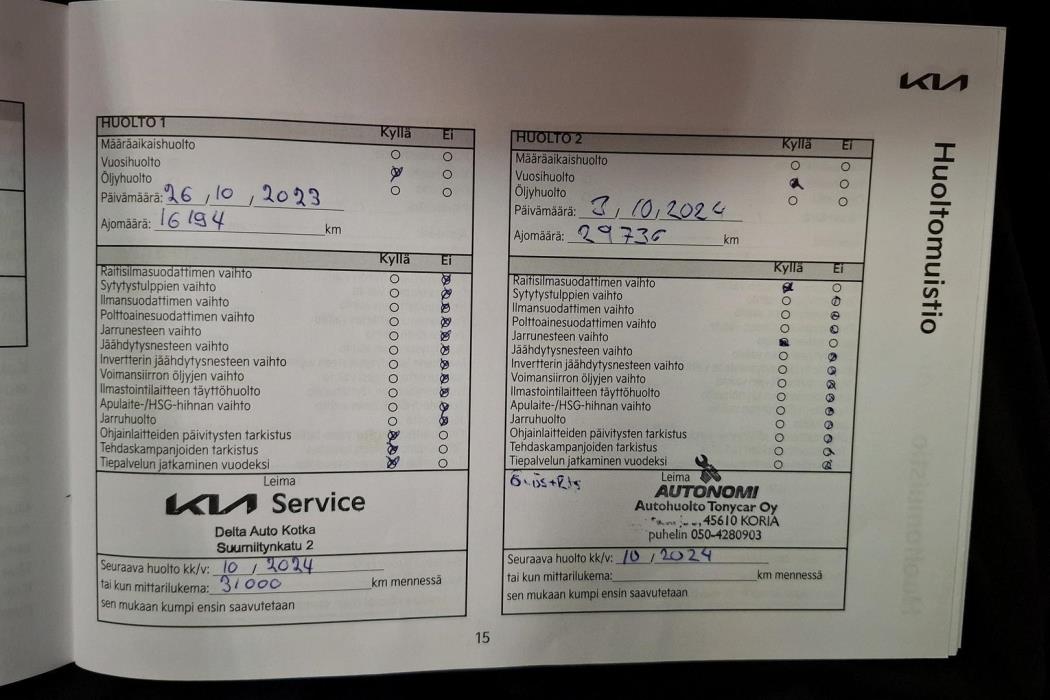 KIA
Huoltomuistio
HUOLTO 1
Kyllä Ei
Määräaikaishuolto
Vuosihuolto
Öljyhuolto
Päivämäärä: 26, 10, 2023
Ajomäärä: 16194 km
Kyllä Ei
Raitisilmasuodattimen vaihto
Sytytystulppien vaihto
Ilmansuodattimen vaihto
Polttoainesuodattimen vaihto
Jarrunesteen vaihto
Jäähdytysnesteen vaihto
Invertterin jäähdytysnesteen vaihto
Voimansiirron öljyjen vaihto
Ilmastointilaitteen täyttöhuolto
Apulaite-/HSG-hihnan vaihto
Jarruhuolto
Ohjainlaitteiden päivitysten tarkistus
Tehdaskampanjoiden tarkistus
Tiepalvelun jatkaminen vuodeksi
Leima
KIA Service
Delta Auto Kotka
Suurniitynkatu 2
Seuraava huolto kk/v: 10 / 2024
tai kun mittarilukema: 31000 km mennessä
sen mukaan kumpi ensin saavutetaan
HUOLTO 2
Kyllä Ei
Määräaikaishuolto
Vuosihuolto
Öljyhuolto
Päivämäärä: 3, 10, 2024
Ajomäärä: 29736 km
Kyllä Ei
Raitisilmasuodattimen vaihto
Sytytystulppien vaihto
Ilmansuodattimen vaihto
Polttoainesuodattimen vaihto
Jarrunesteen vaihto
Jäähdytysnesteen vaihto
Invertterin jäähdytysnesteen vaihto
Voimansiirron öljyjen vaihto
Ilmastointilaitteen täyttöhuolto
Apulaite-/HSG-hihnan vaihto
Jarruhuolto
Ohjainlaitteiden päivitysten tarkistus
Tehdaskampanjoiden tarkistus
Tiepalvelun jatkaminen vuodeksi
Leima
AUTONOMI
Autohuolto Tonycar Oy
45610 KORIA
puhelin 050-4280903
Seuraava huolto kk/v: 10 / 2024
tai kun mittarilukema: km mennessä
sen mukaan kumpi ensin saavutetaan
15